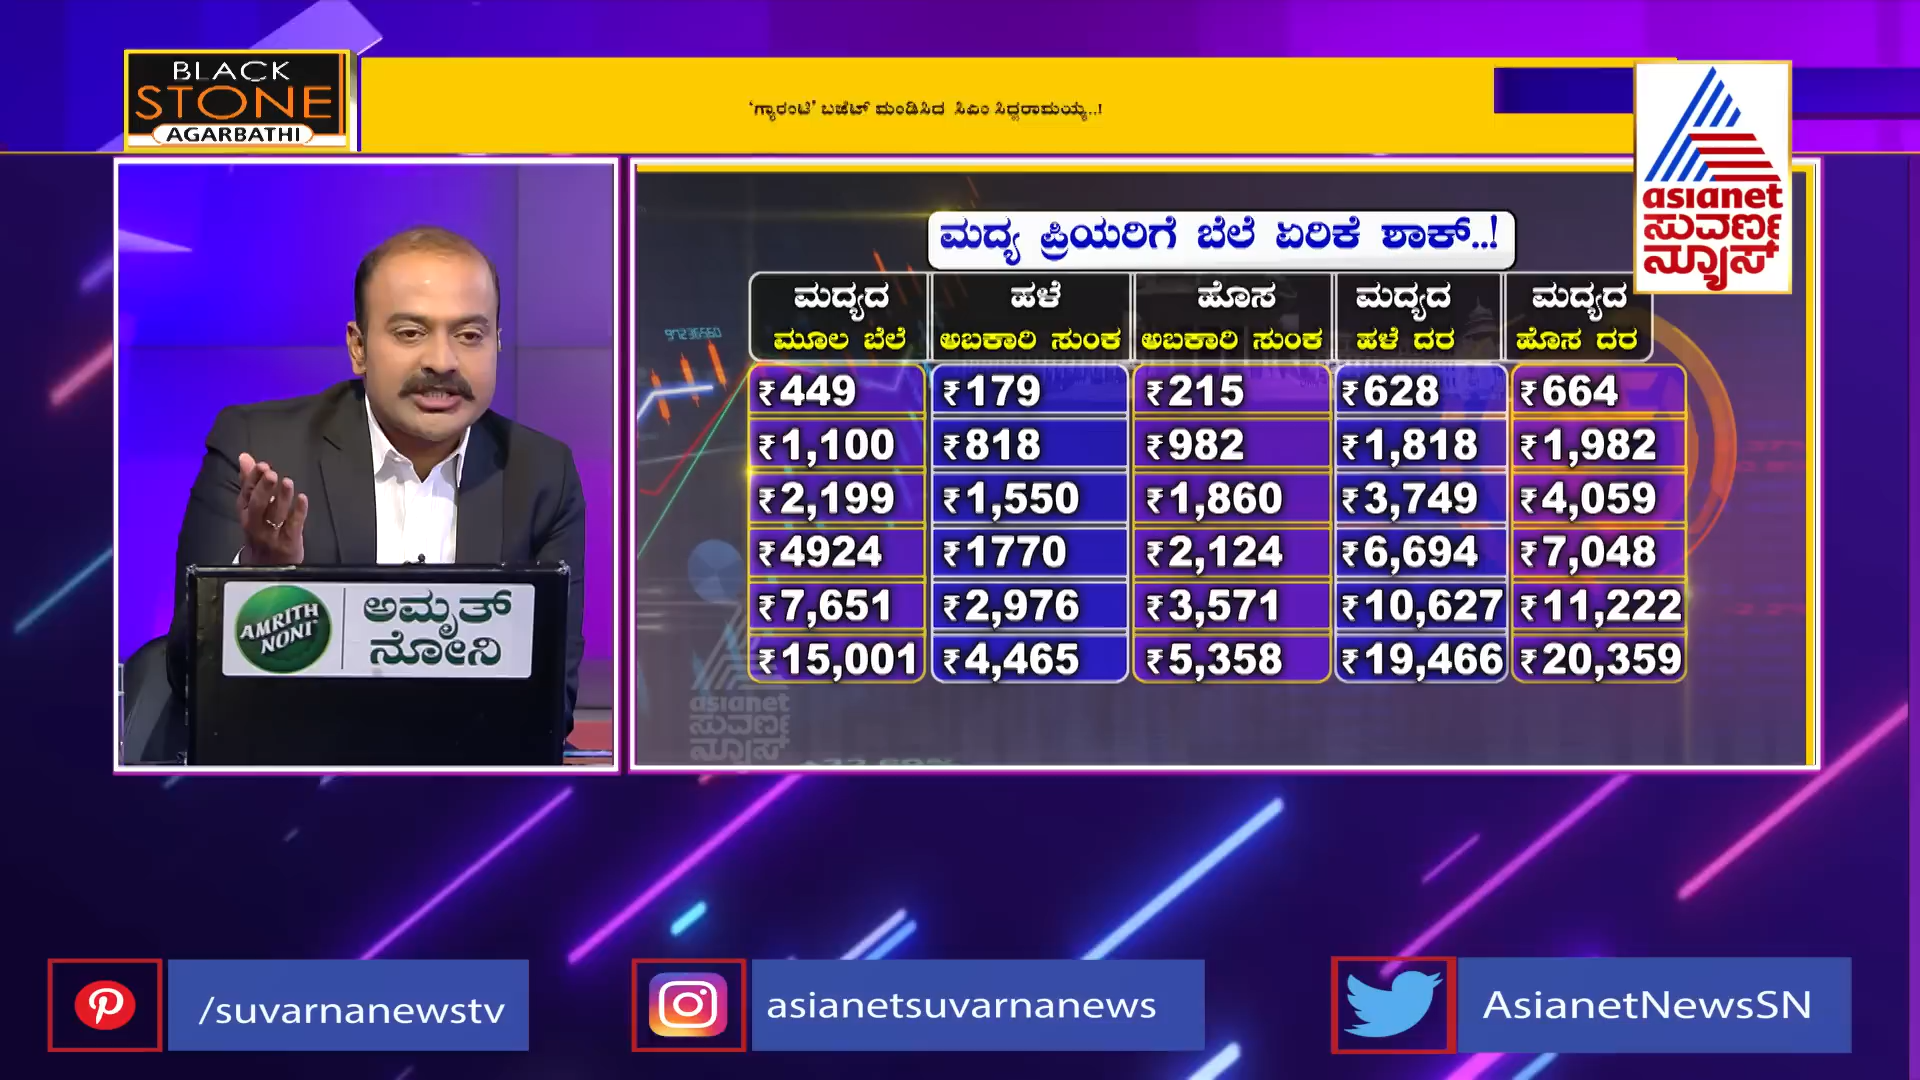 BLACK
STONE
AGARBATHI
‘ಗ್ಯಾರಂಟಿ’ ಬಜೆಟ್ ಮಂಡಿಸಿದ ಸಿಎಂ ಸಿದ್ದರಾಮಯ್ಯ..!
asianet
ಸುವರ್ಣ
ನ್ಯೂಸ್
ಮದ್ಯ ಪ್ರಿಯರಿಗೆ ಬೆಲೆ ಏರಿಕೆ ಶಾಕ್..!
ಮದ್ಯದ ಹಳೆ ಹೊಸ ಮದ್ಯದ ಮದ್ಯದ
ಮೂಲ ಬೆಲೆ ಅಬಕಾರಿ ಸುಂಕ ಅಬಕಾರಿ ಸುಂಕ ಹಳೆ ದರ ಹೊಸ ದರ
₹449 ₹179 ₹215 ₹628 ₹664
₹1,100 ₹818 ₹982 ₹1,818 ₹1,982
₹2,199 ₹1,550 ₹1,860 ₹3,749 ₹4,059
₹4924 ₹1770 ₹2,124 ₹6,694 ₹7,048
₹7,651 ₹2,976 ₹3,571 ₹10,627 ₹11,222
₹15,001 ₹4,465 ₹5,358 ₹19,466 ₹20,359
AMRITH
NONI
ಅಮೃತ್
ನೋನಿ
asianet
ಸುವರ್ಣ
ನ್ಯೂಸ್
/suvarnanewstv
asianetsuvarnanews
AsianetNewsSN